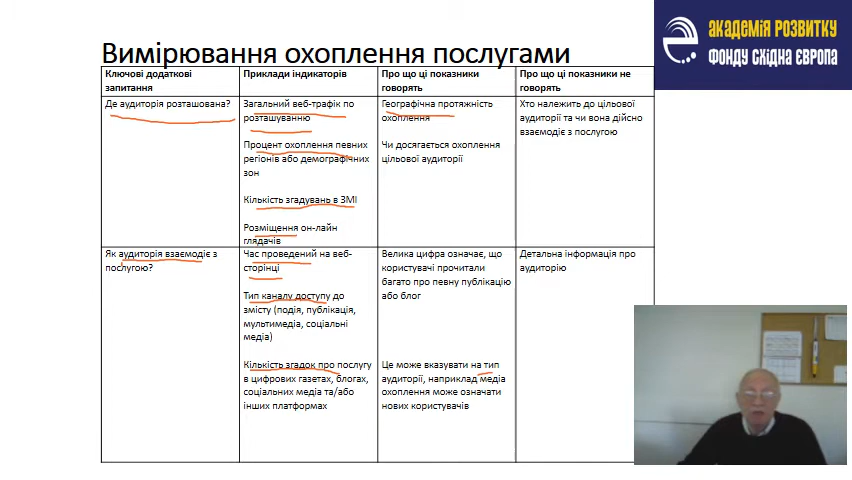 АКАДЕМІЯ РОЗВИТКУ
ФОНДУ СХІДНА ЄВРОПА
Вимірювання охоплення послугами
Ключові додаткові
запитання
Приклади індикаторів
Про що ці показники
говорять
Про що ці показники не
говорять
Де аудиторія розташована?
Загальний веб-трафік по
розташуванню
Процент охоплення певних
регіонів або демографічних
зон
Кількість згадувань в ЗМІ
Розміщення он-лайн
глядачів
Географічна протяжність
охоплення
Чи досягається охоплення
цільової аудиторії
Хто належить до цільової
аудиторії та чи вона дійсно
взаємодіє з послугою
Як аудиторія взаємодіє з
послугою?
Час проведений на веб-
сторінці
Тип каналу доступу до
змісту (подія, публікація,
мультимедіа, соціальні
медіа)
Кількість згадок про послугу
в цифрових газетах, блогах,
соціальних медіа та/або
інших платформах
Велика цифра означає, що
користувачі прочитали
багато про певну публікацію
або блог
Це може вказувати на тип
аудиторії, наприклад медіа
охоплення може означати
нових користувачів
Детальна інформація про
аудиторію